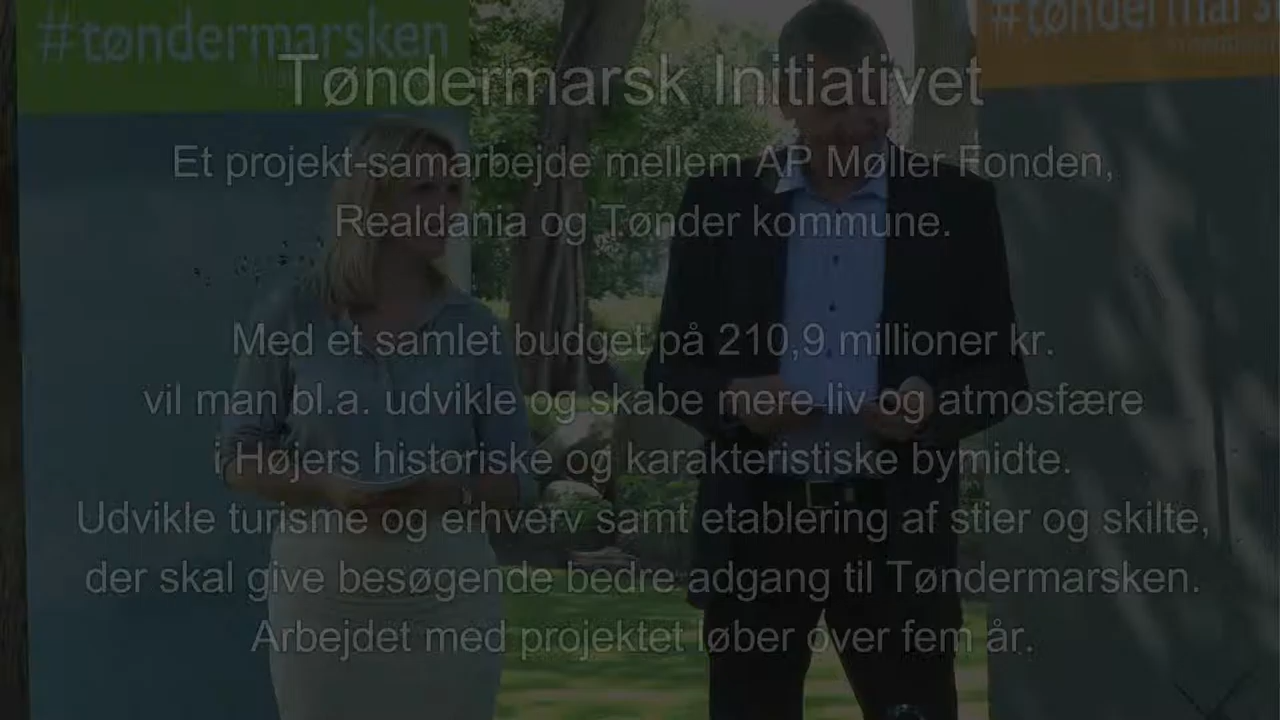 #tøndermarsken
#tøndermars
Tøndermarsk Initiativet
Et projekt-samarbejde mellem AP Møller Fonden,
Realdania og Tønder kommune.
Med et samlet budget på 210,9 millioner kr.
vil man bl.a. udvikle og skabe mere liv og atmosfære
i Højers historiske og karakteristiske bymidte.
Udvikle turisme og erhverv samt etablering af stier og skilte,
der skal give besøgende bedre adgang til Tøndermarsken.
Arbejdet med projektet løber over fem år.